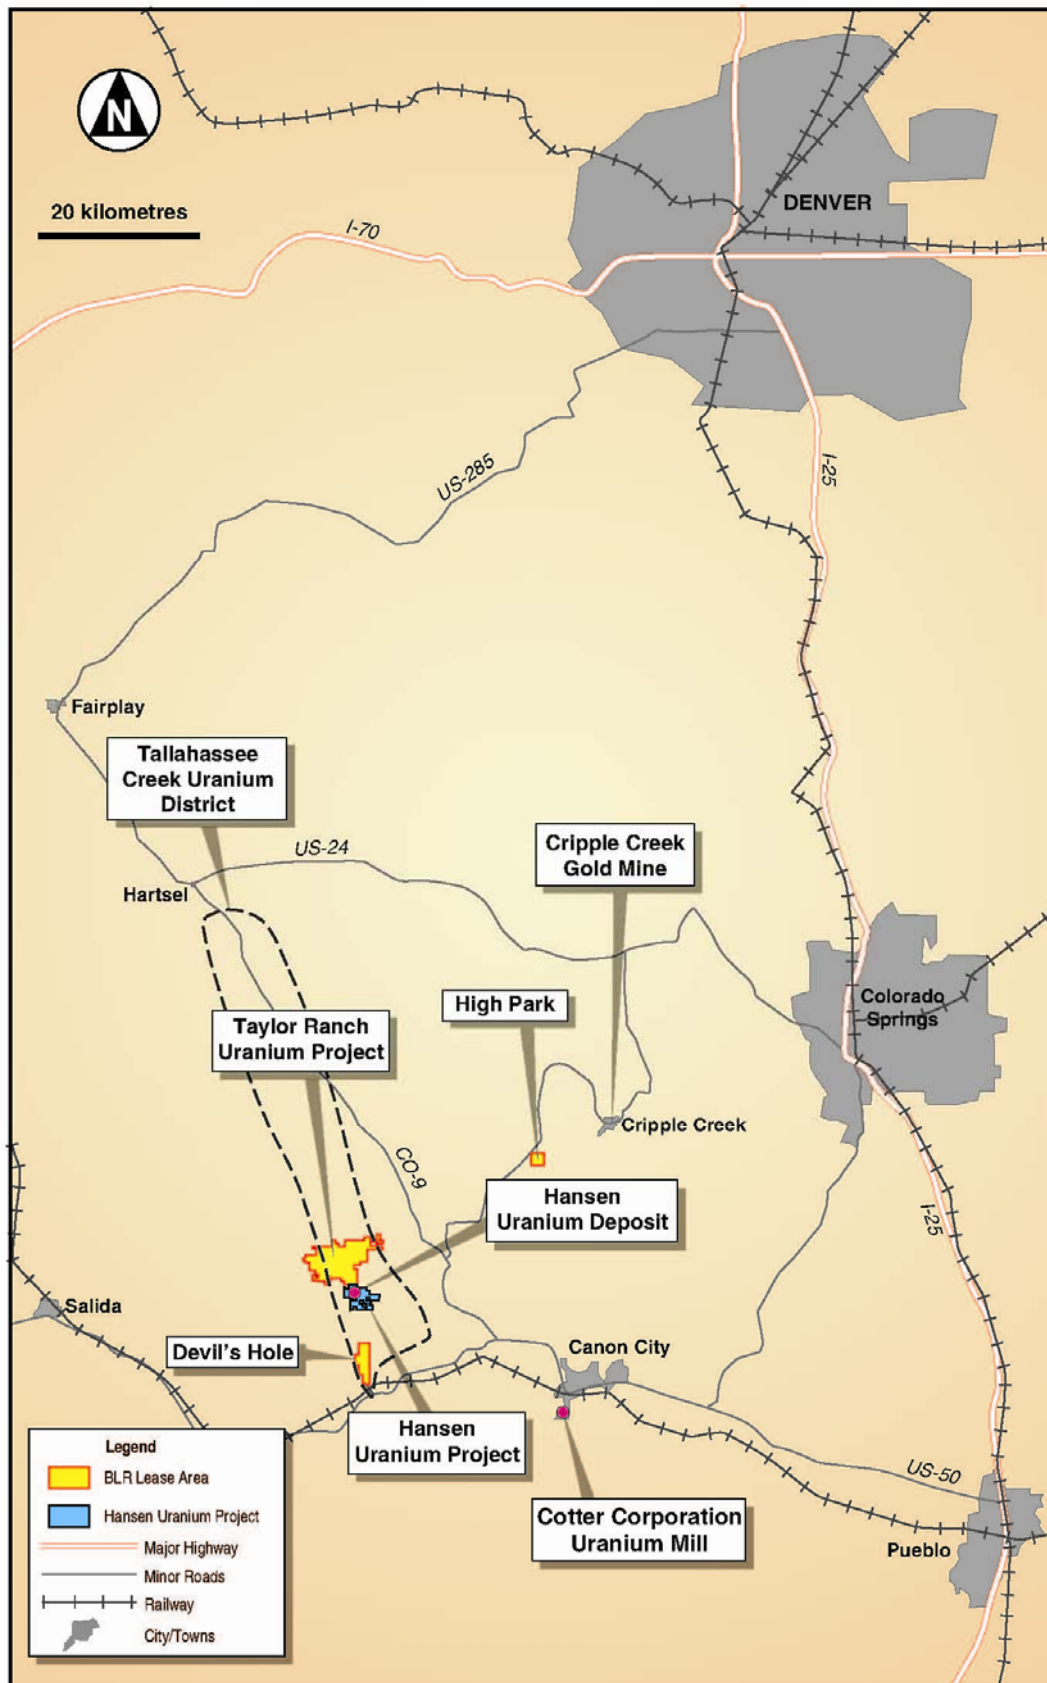 N
20 kilometres
I-70
DENVER
US-285
I-25
Fairplay
Tallahassee
Creek Uranium
District
US-24
Cripple Creek
Gold Mine
Hartsel
High Park
Colorado
Springs
Taylor Ranch
Uranium Project
Cripple Creek
CO-9
Hansen
Uranium Deposit
I-25
Salida
Devil's Hole
Canon City
Hansen
Uranium Project
US-50
Cotter Corporation
Uranium Mill
Pueblo
Legend
BLR Lease Area
Hansen Uranium Project
Major Highway
Minor Roads
Railway
City/Towns